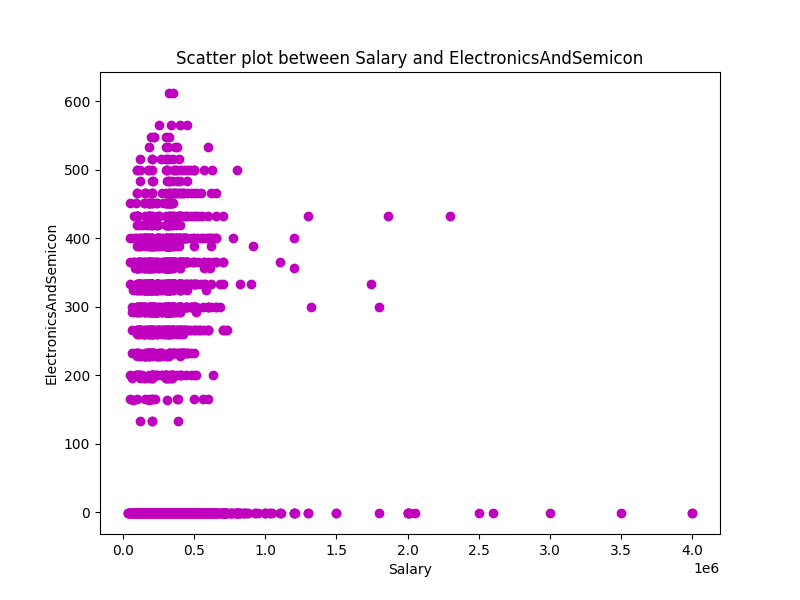 Scatter plot between Salary and ElectronicsAndSemicon
600
500
400
300
200
100
0
ElectronicsAndSemicon
0.0 0.5 1.0 1.5 2.0 2.5 3.0 3.5 4.0
1e6
Salary